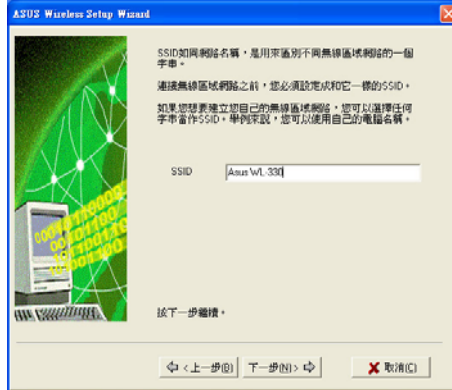 ASUS Wireless Setup Wizard
SSID如同網路名稱，是用來區別不同無線區域網路的一個
字串。
連接無線區域網路之前，您必須設定成和它一樣的SSID。
如果您想要建立您自己的無線區域網路，您可以選擇任何
字串當作SSID。舉例來說，您可以使用自己的電腦名稱。
SSID
Asus WL-330
按下一步繼續。
<上一步(B)
下一步(N)>
取消(C)